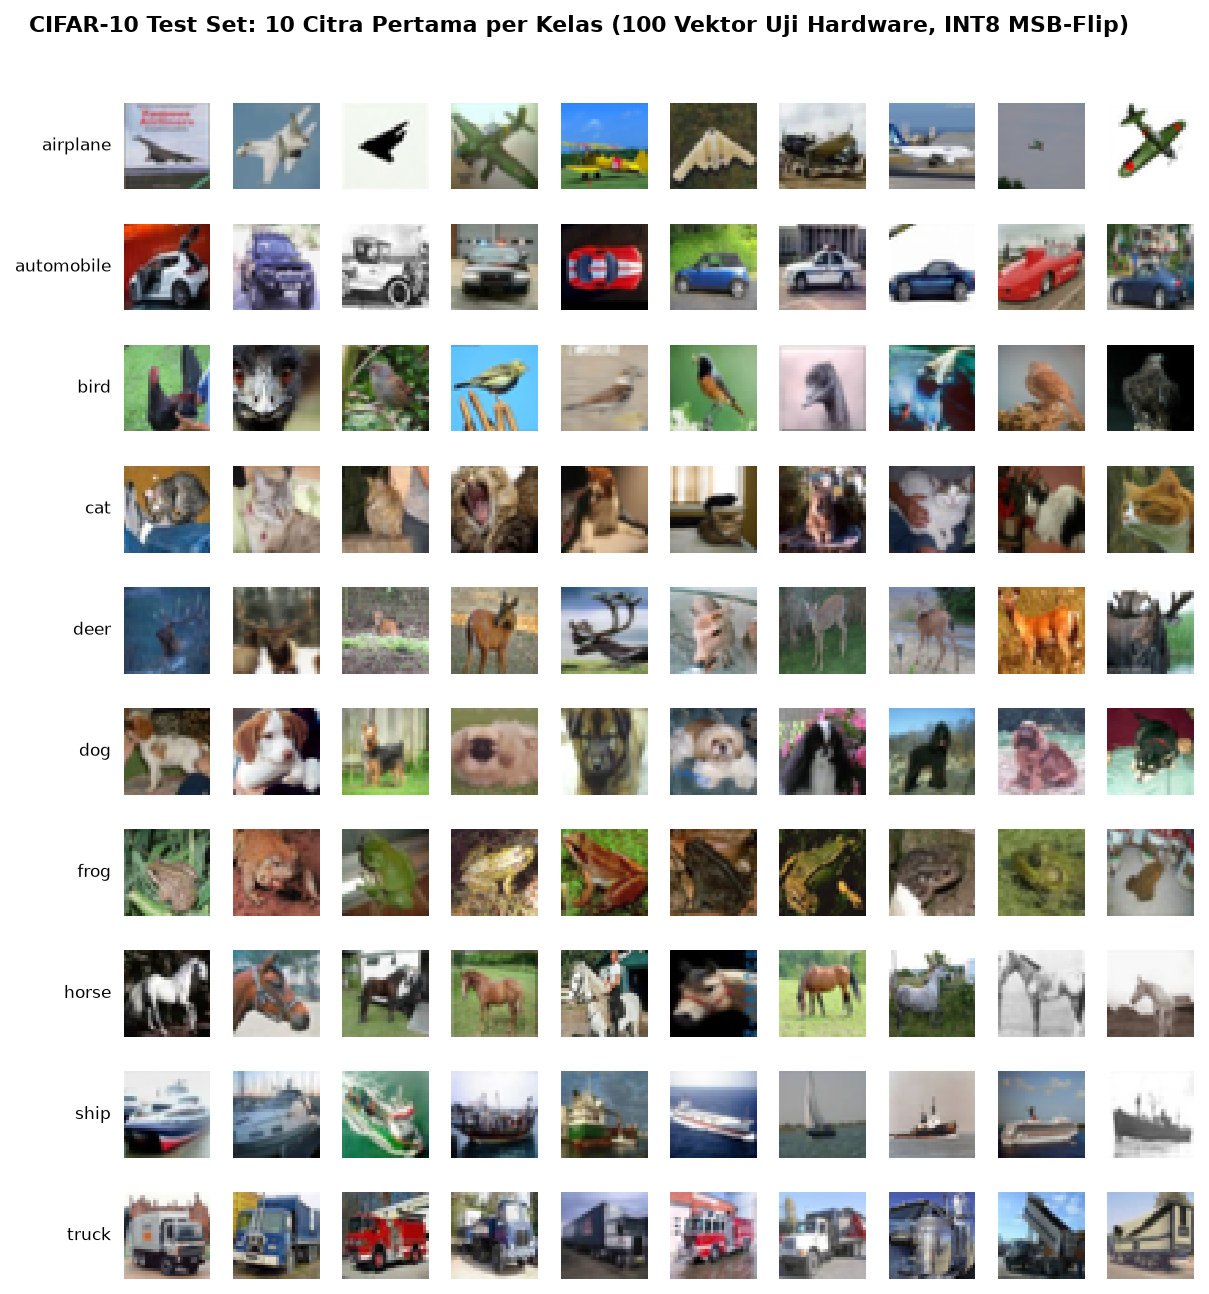 CIFAR-10 Test Set: 10 Citra Pertama per Kelas (100 Vektor Uji Hardware, INT8 MSB-Flip)
airplane
automobile
bird
cat
deer
dog
frog
horse
ship
truck